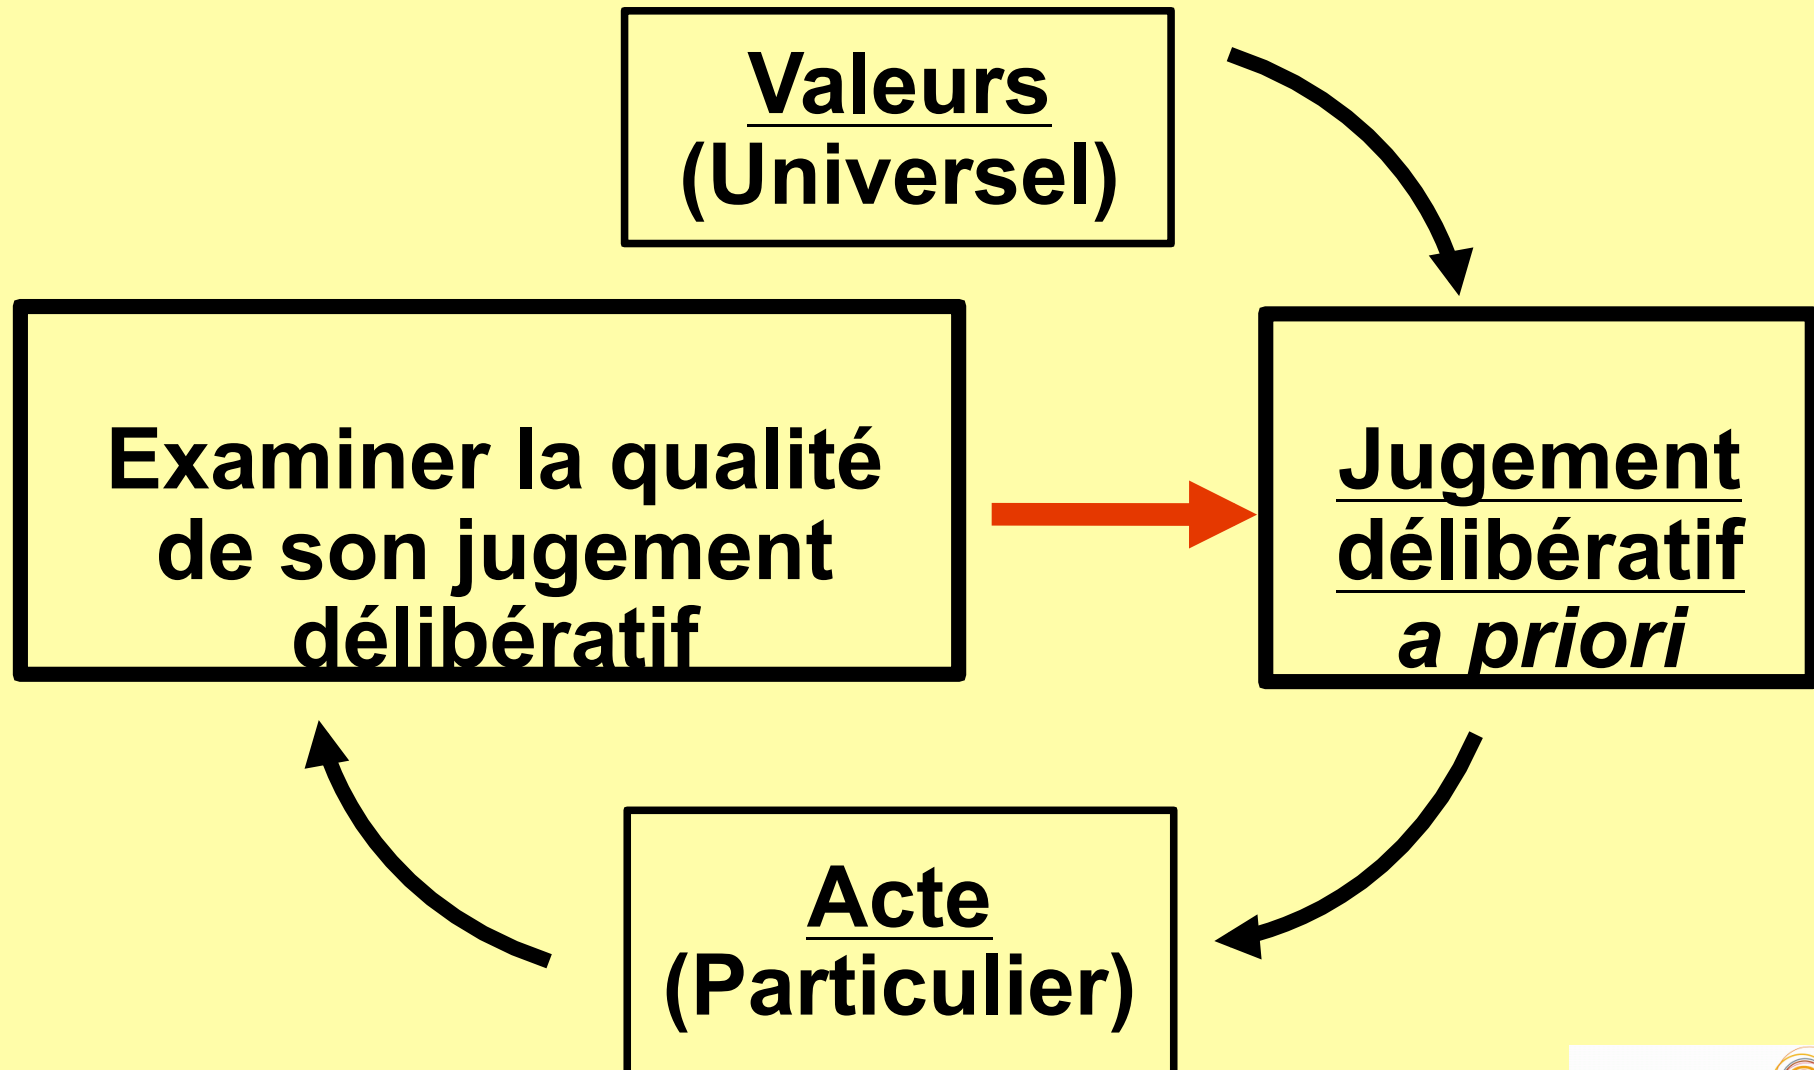 Valeurs
(Universel)
Examiner la qualité
de son jugement
délibératif
Jugement
délibératif
a priori
Acte
(Particulier)